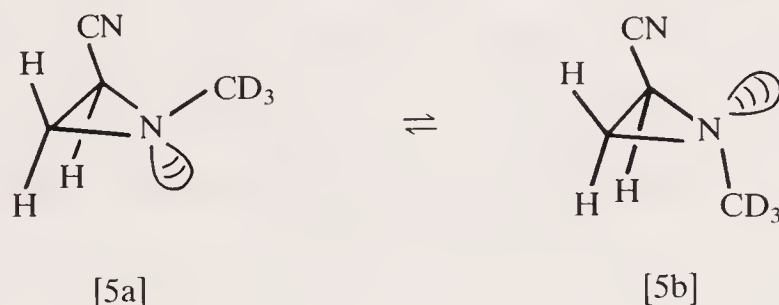 CN CN
H CD₃ H
N ⇌ N
H H H H
CD₃
[5a] [5b]